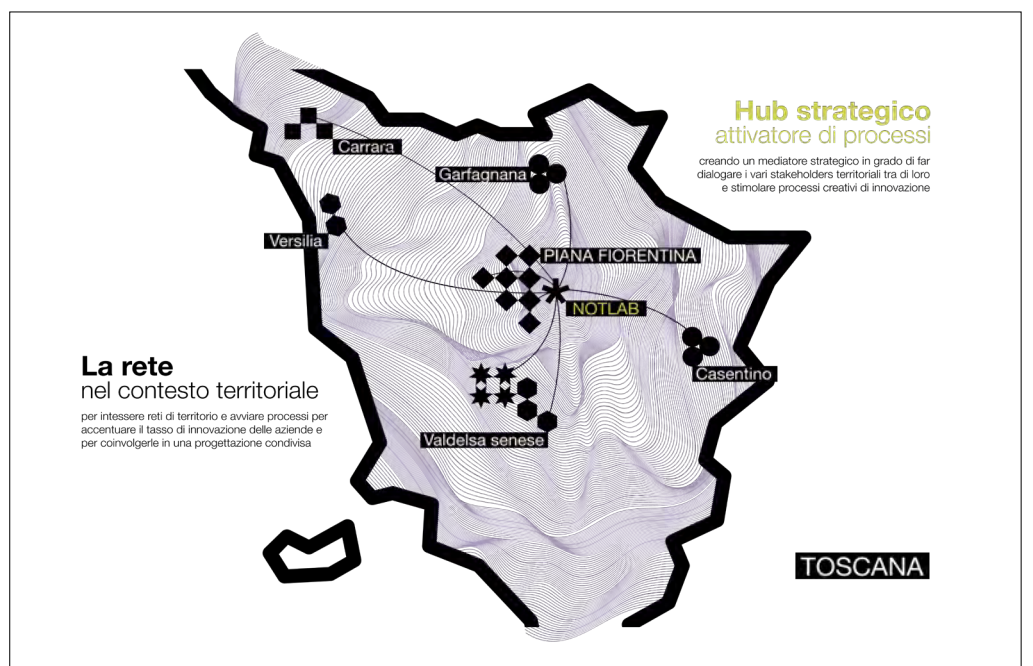 Hub strategico
attivatore di processi
creando un mediatore strategico in grado di far
dialogare i vari stakeholders territoriali tra di loro
e stimolare processi creativi di innovazione
Carrara
Garfagnana
Versilia
PIANA FIORENTINA
NOTLAB
Casentino
Valdelsa senese
La rete
nel contesto territoriale
per intessere reti di territorio e avviare processi per
accentuare il tasso di innovazione delle aziende e
per coinvolgerle in una progettazione condivisa
TOSCANA